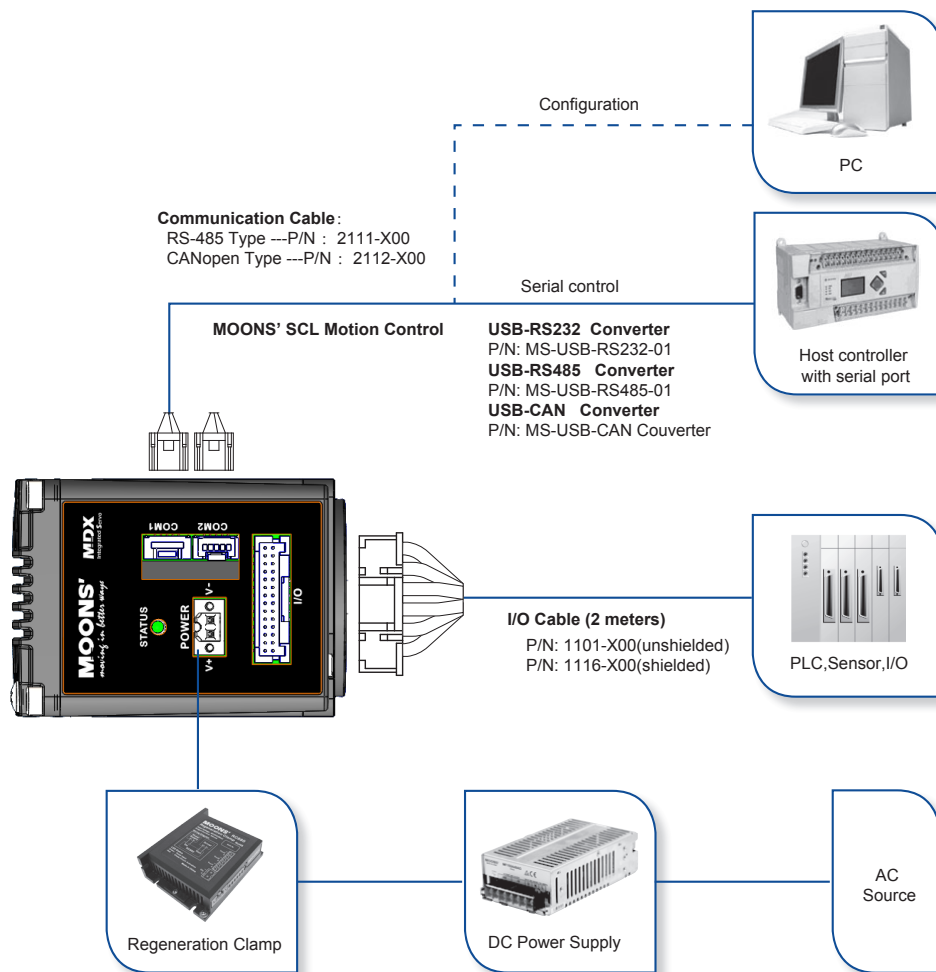 Configuration
PC
Communication Cable:
RS-485 Type ---P/N : 2111-X00
CANopen Type ---P/N : 2112-X00
Serial control
MOONS' SCL Motion Control
USB-RS232 Converter
P/N: MS-USB-RS232-01
USB-RS485 Converter
P/N: MS-USB-RS485-01
USB-CAN Converter
P/N: MS-USB-CAN Couverter
Host controller
with serial port
MOONS'
moving in better ways
MDX
Integrated Servo
STATUS
COM1
COM2
POWER
V+
V-
I/O
I/O Cable (2 meters)
P/N: 1101-X00(unshielded)
P/N: 1116-X00(shielded)
PLC,Sensor,I/O
MOONS'
Regeneration Clamp
DC Power Supply
AC
Source